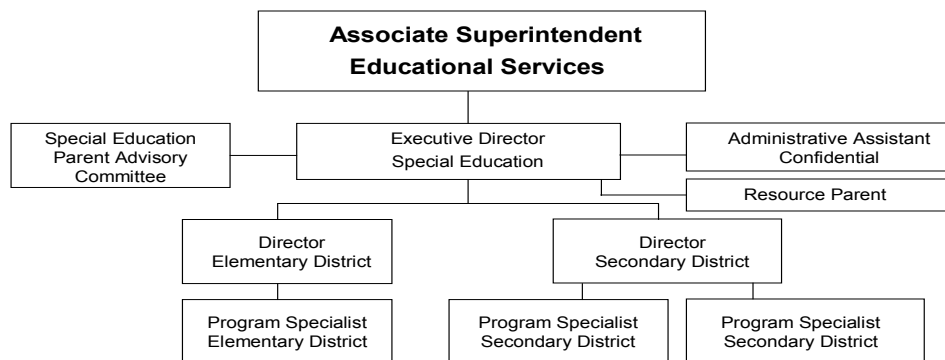 Associate Superintendent
Educational Services
Special Education
Parent Advisory
Committee
Executive Director
Special Education
Administrative Assistant
Confidential
Resource Parent
Director
Elementary District
Director
Secondary District
Program Specialist
Elementary District
Program Specialist
Secondary District
Program Specialist
Secondary District